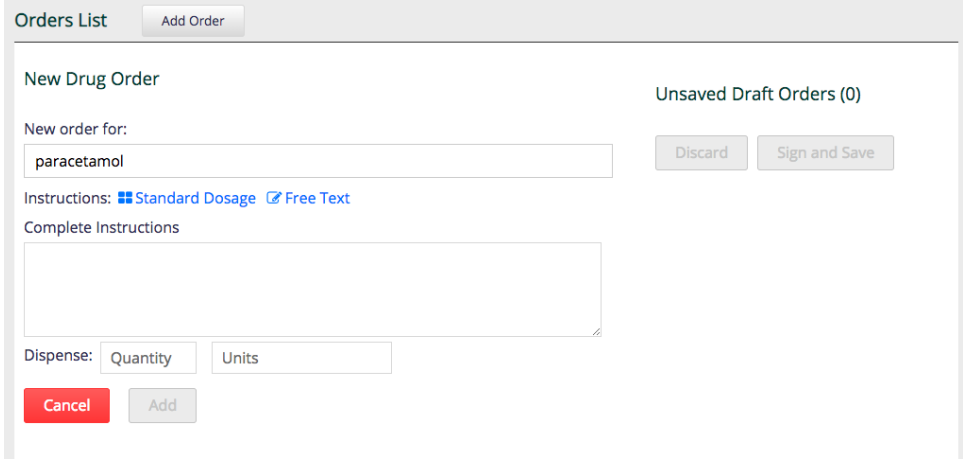 Orders List
Add Order
New Drug Order
Unsaved Draft Orders (0)
New order for:
paracetamol
Discard
Sign and Save
Instructions: Standard Dosage Free Text
Complete Instructions
Dispense: Quantity Units
Cancel
Add